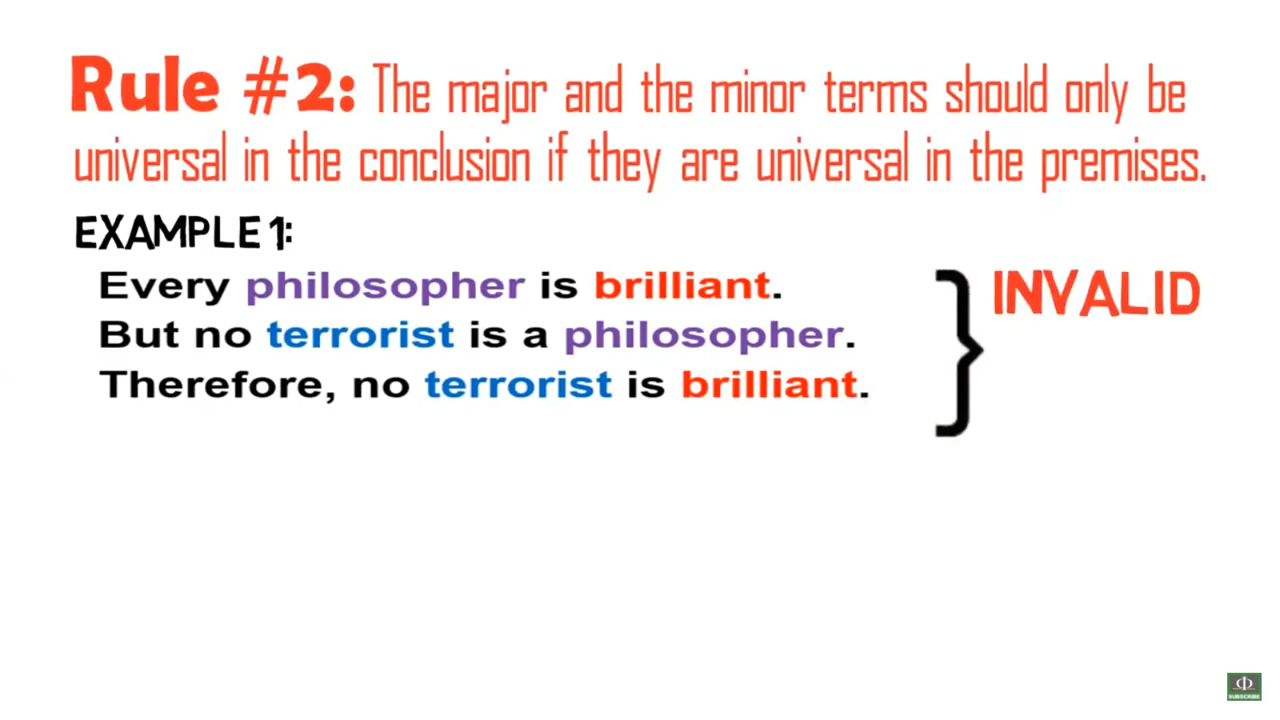 Rule #2: The major and the minor terms should only be
universal in the conclusion if they are universal in the premises.
EXAMPLE 1:
Every philosopher is brilliant.
But no terrorist is a philosopher.
Therefore, no terrorist is brilliant.
INVALID
SUBSCRIBE